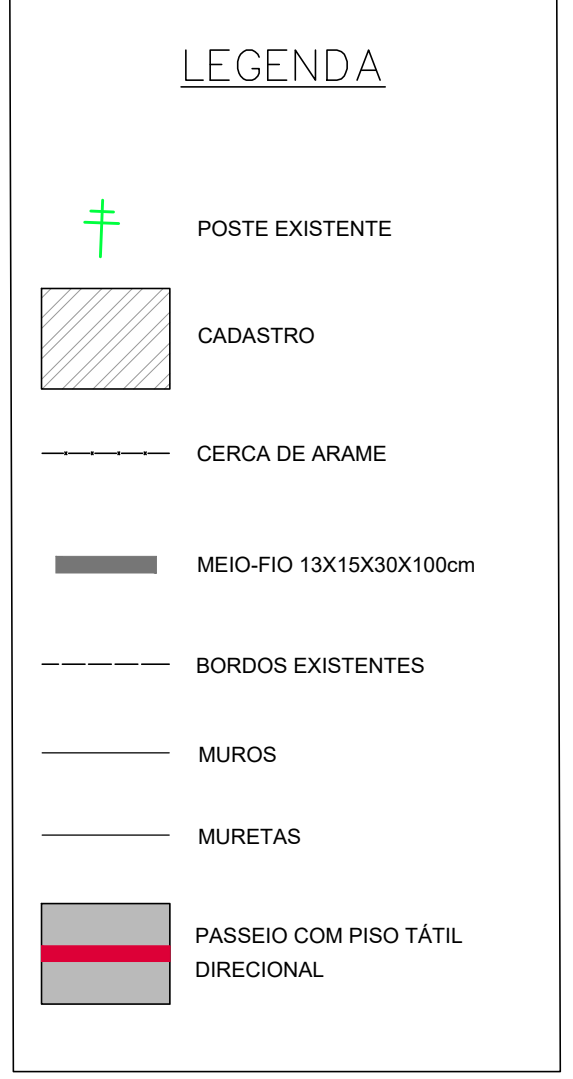 LEGENDA
POSTE EXISTENTE
CADASTRO
CERCA DE ARAME
MEIO-FIO 13X15X30X100cm
BORDOS EXISTENTES
MUROS
MURETAS
PASSEIO COM PISO TÁTIL
DIRECIONAL